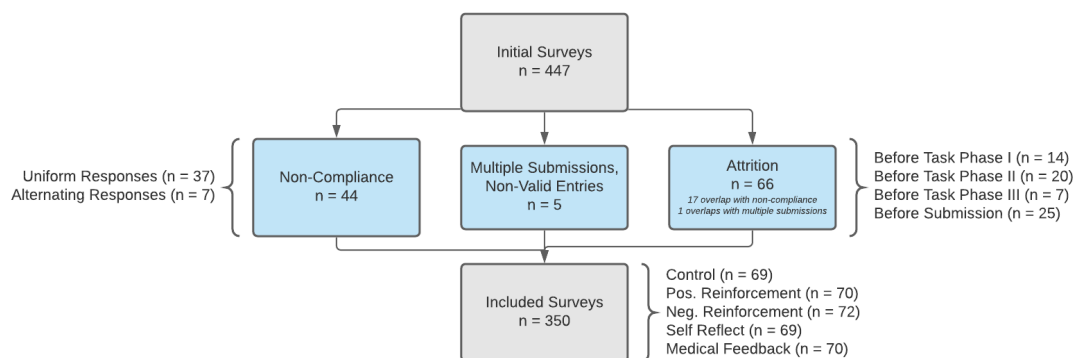 Initial Surveys
n = 447
Uniform Responses (n = 37)
Alternating Responses (n = 7)
Non-Compliance
n = 44
Multiple Submissions,
Non-Valid Entries
n = 5
Attrition
n = 66
17 overlap with non-compliance
1 overlaps with multiple submissions
Before Task Phase I (n = 14)
Before Task Phase II (n = 20)
Before Task Phase III (n = 7)
Before Submission (n = 25)
Included Surveys
n = 350
Control (n = 69)
Pos. Reinforcement (n = 70)
Neg. Reinforcement (n = 72)
Self Reflect (n = 69)
Medical Feedback (n = 70)